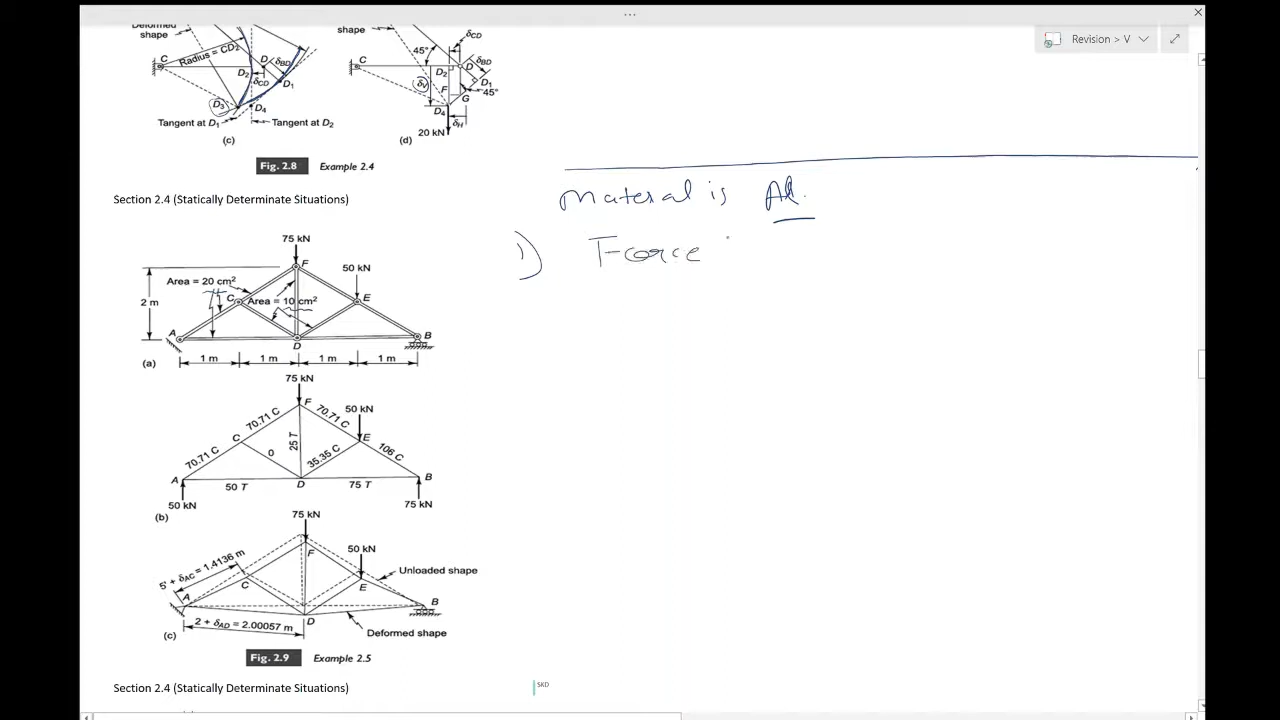 Revision > V
Deformed
shape
C
Radius = CD2
D2
D
δBD
δCD
D1
D3
D4
Tangent at D1
Tangent at D2
(c)
shape
δCD
45°
C
D2
D
δBD
D1
δV
F
45°
G
D4
δH
20 kN
(d)
Fig. 2.8 Example 2.4
Section 2.4 (Statically Determinate Situations)
Material is Al.
1) Force
75 kN
F
50 kN
Area = 20 cm2
C
Area = 10 cm2
E
2 m
A
D
B
1 m 1 m 1 m 1 m
(a)
75 kN
F
50 kN
70.71 C
70.71 C
C
E
25 T
70.71 C
0
35.35 C
106 C
A
D
B
50 T
75 T
50 kN
75 kN
(b)
75 kN
F
50 kN
5' + δAC = 1.4136 m
Unloaded shape
C
E
A
B
D
2 + δAD = 2.00057 m
Deformed shape
(c)
Fig. 2.9 Example 2.5
Section 2.4 (Statically Determinate Situations)
SKD